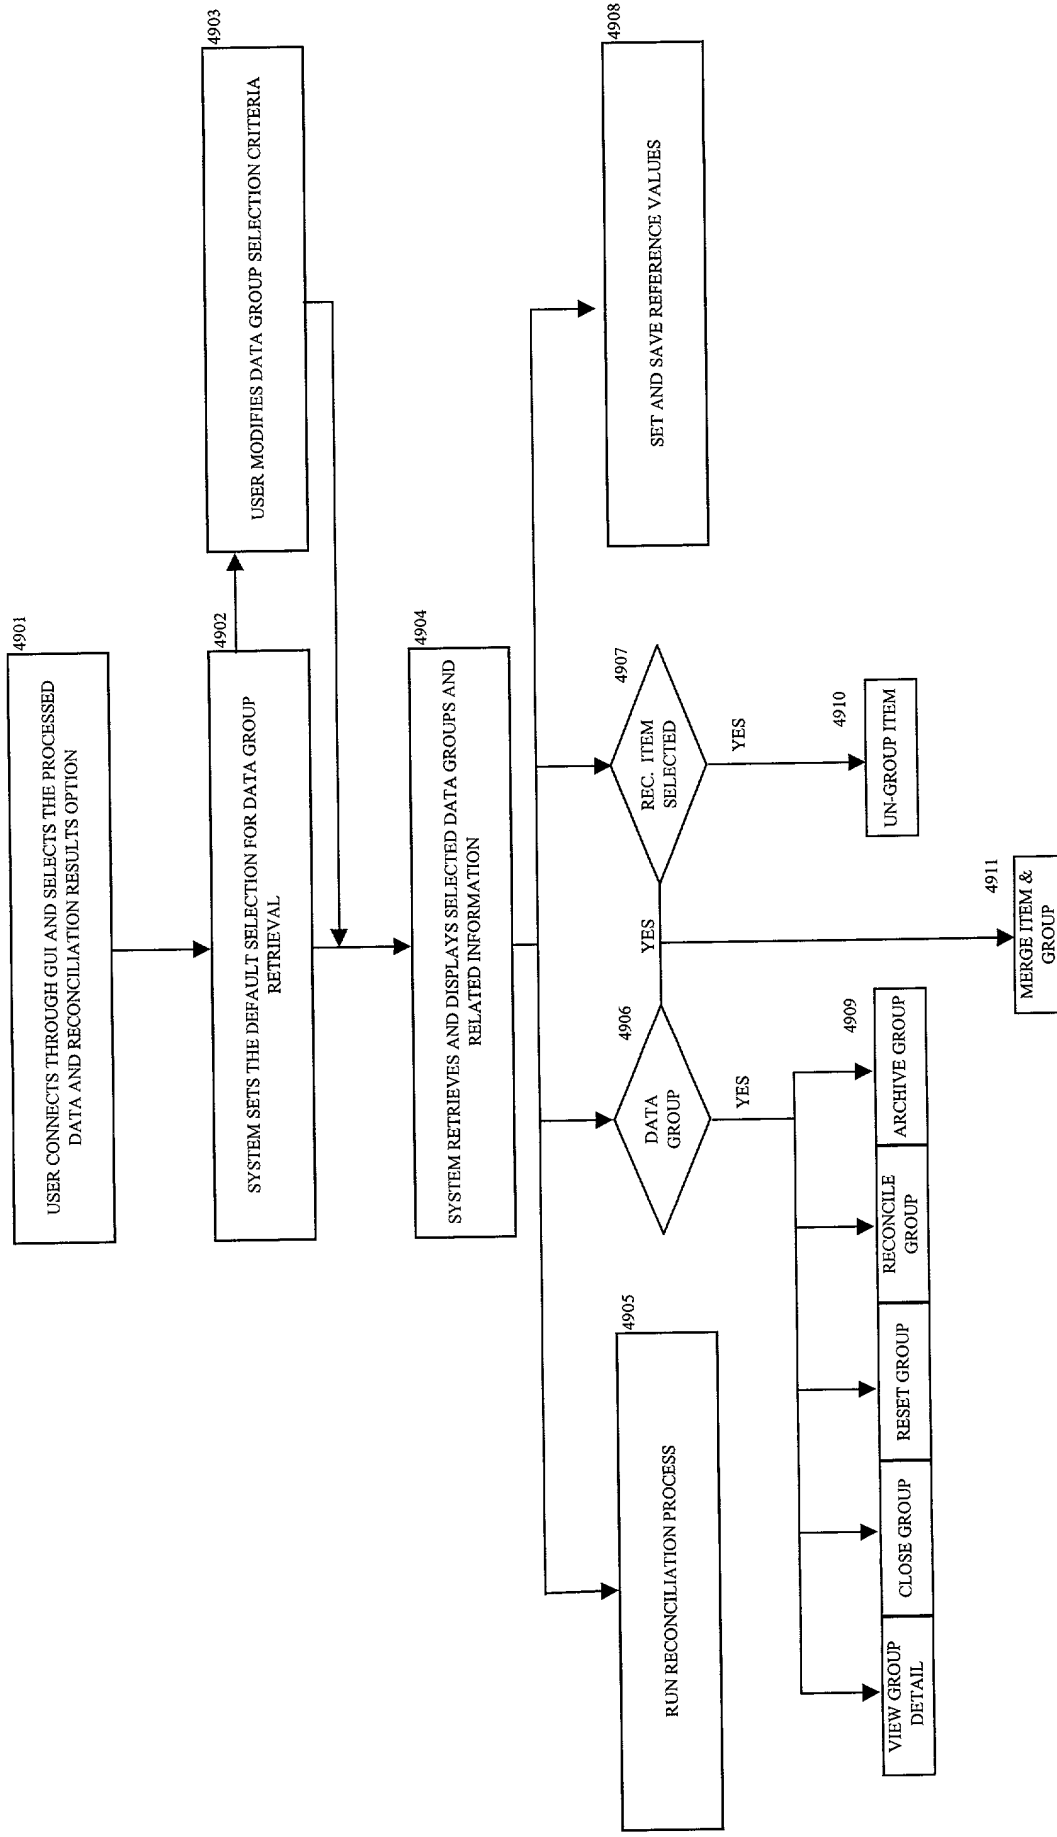 4901
USER CONNECTS THROUGH GUI AND SELECTS THE PROCESSED
DATA AND RECONCILIATION RESULTS OPTION
4902
SYSTEM SETS THE DEFAULT SELECTION FOR DATA GROUP
RETRIEVAL
4903
USER MODIFIES DATA GROUP SELECTION CRITERIA
4904
SYSTEM RETRIEVES AND DISPLAYS SELECTED DATA GROUPS AND
RELATED INFORMATION
4905
RUN RECONCILIATION PROCESS
4906
DATA
GROUP
YES
YES
4907
REC. ITEM
SELECTED
YES
4908
SET AND SAVE REFERENCE VALUES
4909
VIEW GROUP
DETAIL
CLOSE GROUP
RESET GROUP
RECONCILE
GROUP
ARCHIVE GROUP
4910
UN-GROUP ITEM
4911
MERGE ITEM &
GROUP